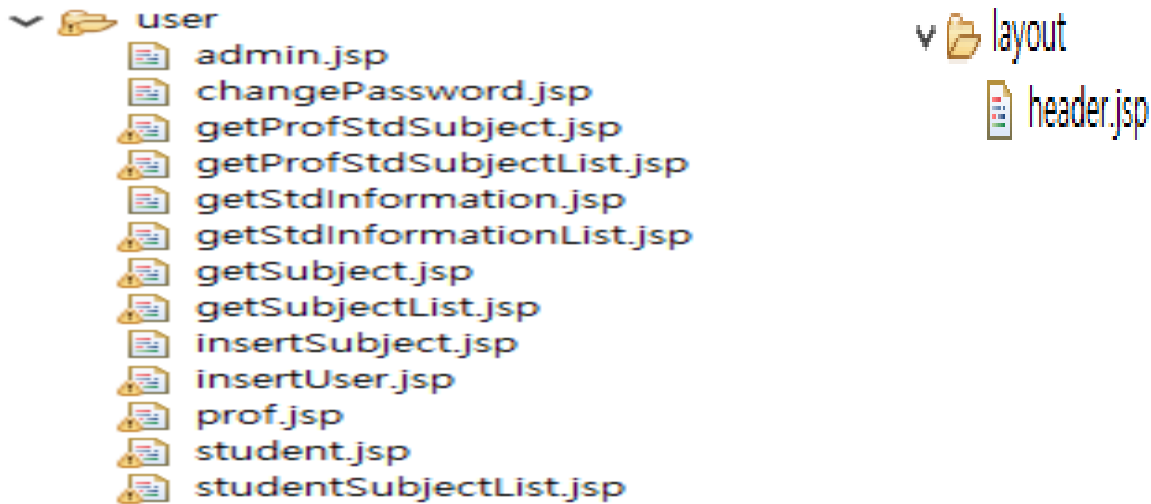 user
admin.jsp
changePassword.jsp
getProfStdSubject.jsp
getProfStdSubjectList.jsp
getStdInformation.jsp
getStdInformationList.jsp
getSubject.jsp
getSubjectList.jsp
insertSubject.jsp
insertUser.jsp
prof.jsp
student.jsp
studentSubjectList.jsp
layout
header.jsp